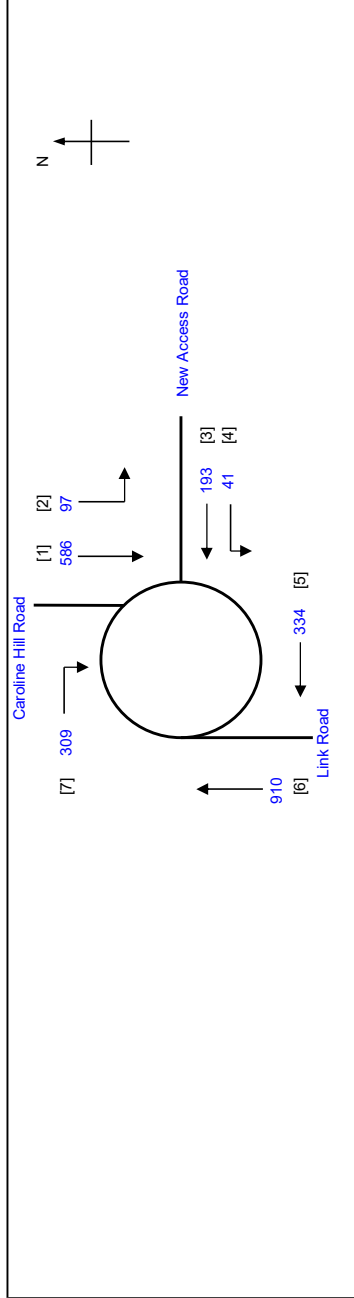 N
Caroline Hill Road
[1] [2]
586 97
[7] 309
New Access Road
193 [3]
41 [4]
334 [5]
910
[6]
Link Road